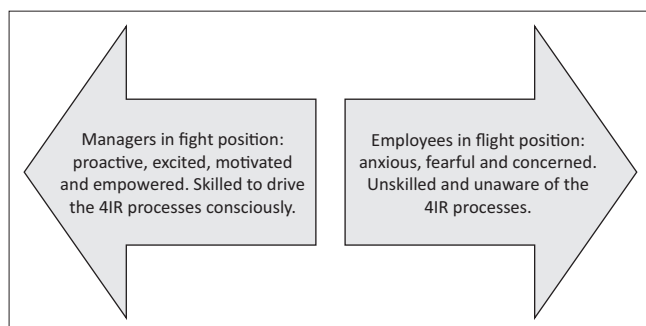 Managers in fight position:
proactive, excited, motivated
and empowered. Skilled to drive
the 4IR processes consciously.
Employees in flight position:
anxious, fearful and concerned.
Unskilled and unaware of the
4IR processes.